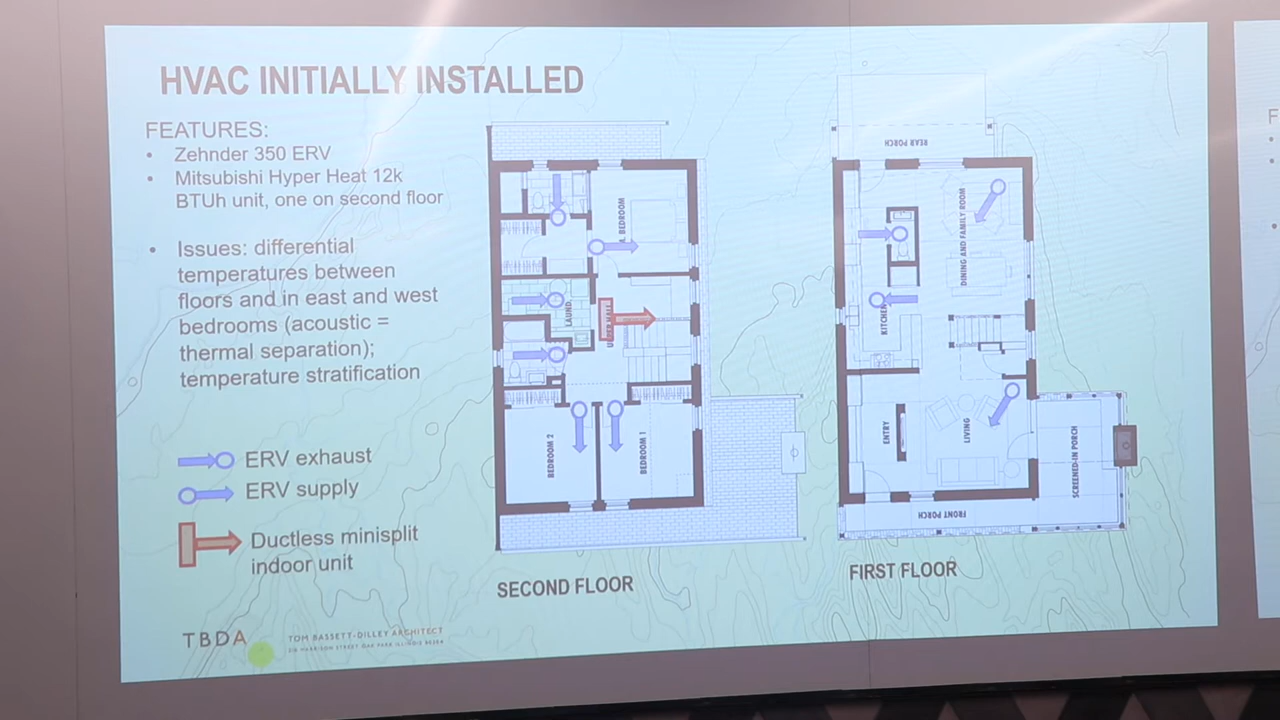 HVAC INITIALLY INSTALLED
FEATURES:
• Zehnder 350 ERV
• Mitsubishi Hyper Heat 12k
BTUh unit, one on second floor
• Issues: differential
temperatures between
floors and in east and west
bedrooms (acoustic =
thermal separation);
temperature stratification
ERV exhaust
ERV supply
Ductless minisplit
indoor unit
TBDA
TOM BASSETT-DILLEY ARCHITECT
BEDROOM
LAUND.
BEDROOM 2
BEDROOM 1
SECOND FLOOR
REAR PORCH
DINING AND FAMILY ROOM
KITCHEN
ENTRY
LIVING
SCREENED-IN PORCH
FRONT PORCH
FIRST FLOOR
F